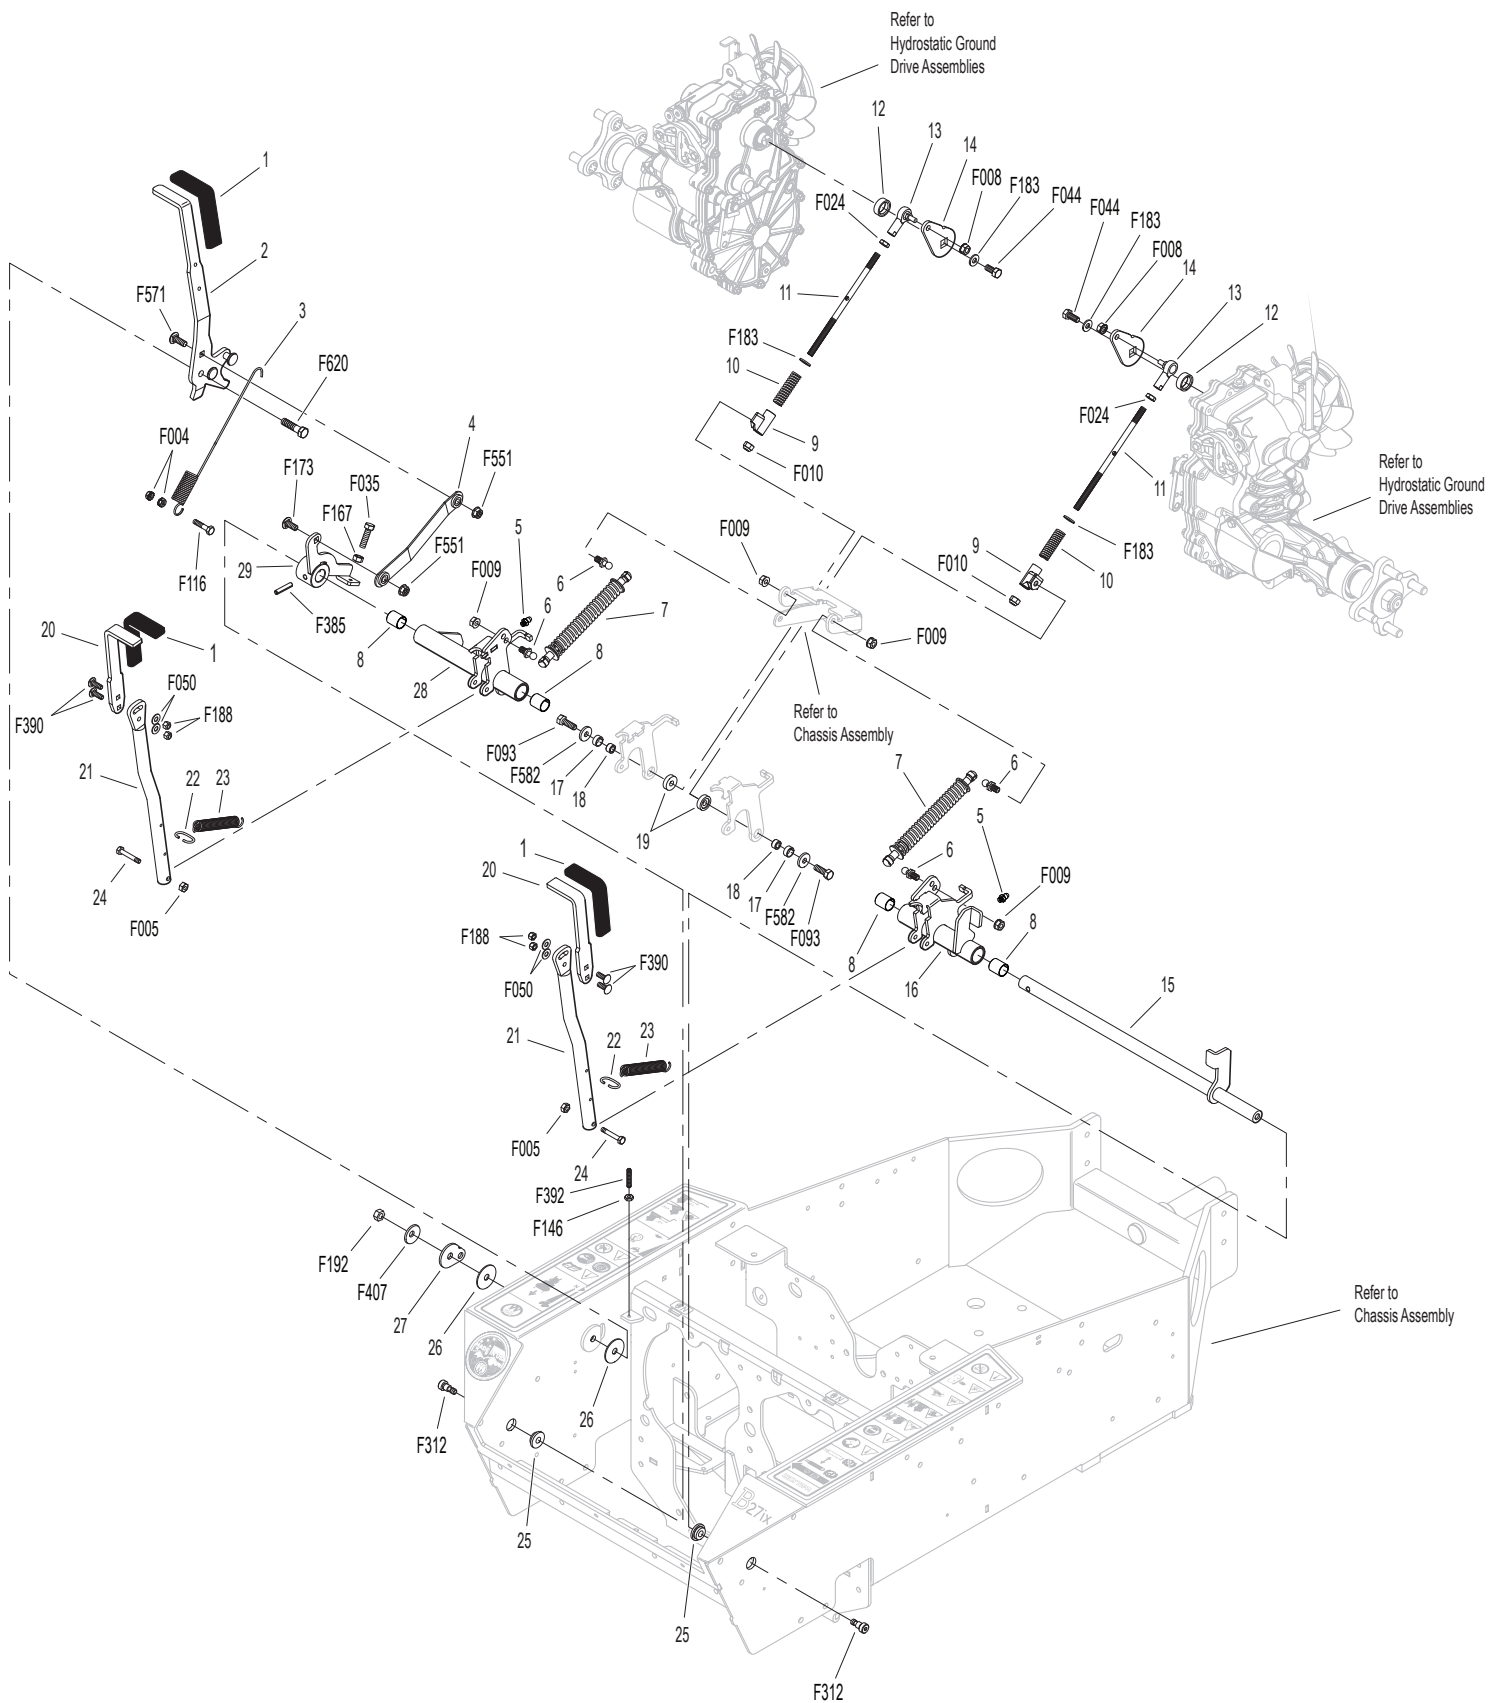 Refer to
Hydrostatic Ground
Drive Assemblies
12
13
14
F008
F183
F044
F024
F044
F183
F008
14
13
12
1
2
F571
3
11
F620
F183
10
F024
4
9
F010
F004
F173
F035
F551
11
Refer to
Hydrostatic Ground
Drive Assemblies
F167
5
F009
9
F183
29
F116
F551
6
F010
10
F009
6
7
F385
20
1
8
F009
8
28
F050
F188
F390
Refer to
Chassis Assembly
F093
F582
17
18
7
6
21
22
23
19
5
1
18
17
6
F009
24
20
F582
F005
F093
8
F188
8
F390
F050
16
15
21
22
23
F005
24
F392
F146
F192
F407
27
26
Refer to
Chassis Assembly
26
F312
25
B27ix
25
F312